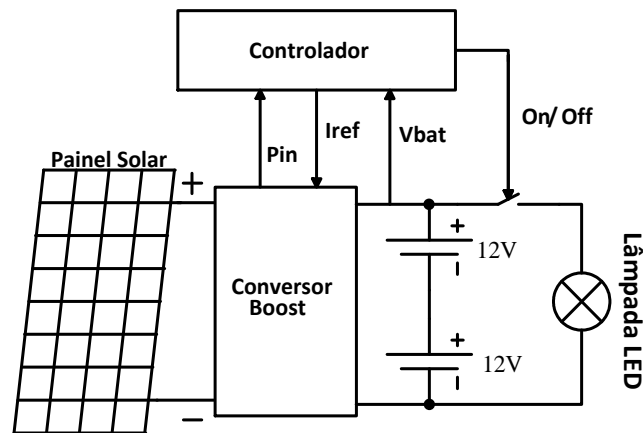 Controlador
Pin
Iref
Vbat
On/ Off
Painel Solar
+
−
Conversor
Boost
+
−
12V
+
−
12V
Lâmpada LED